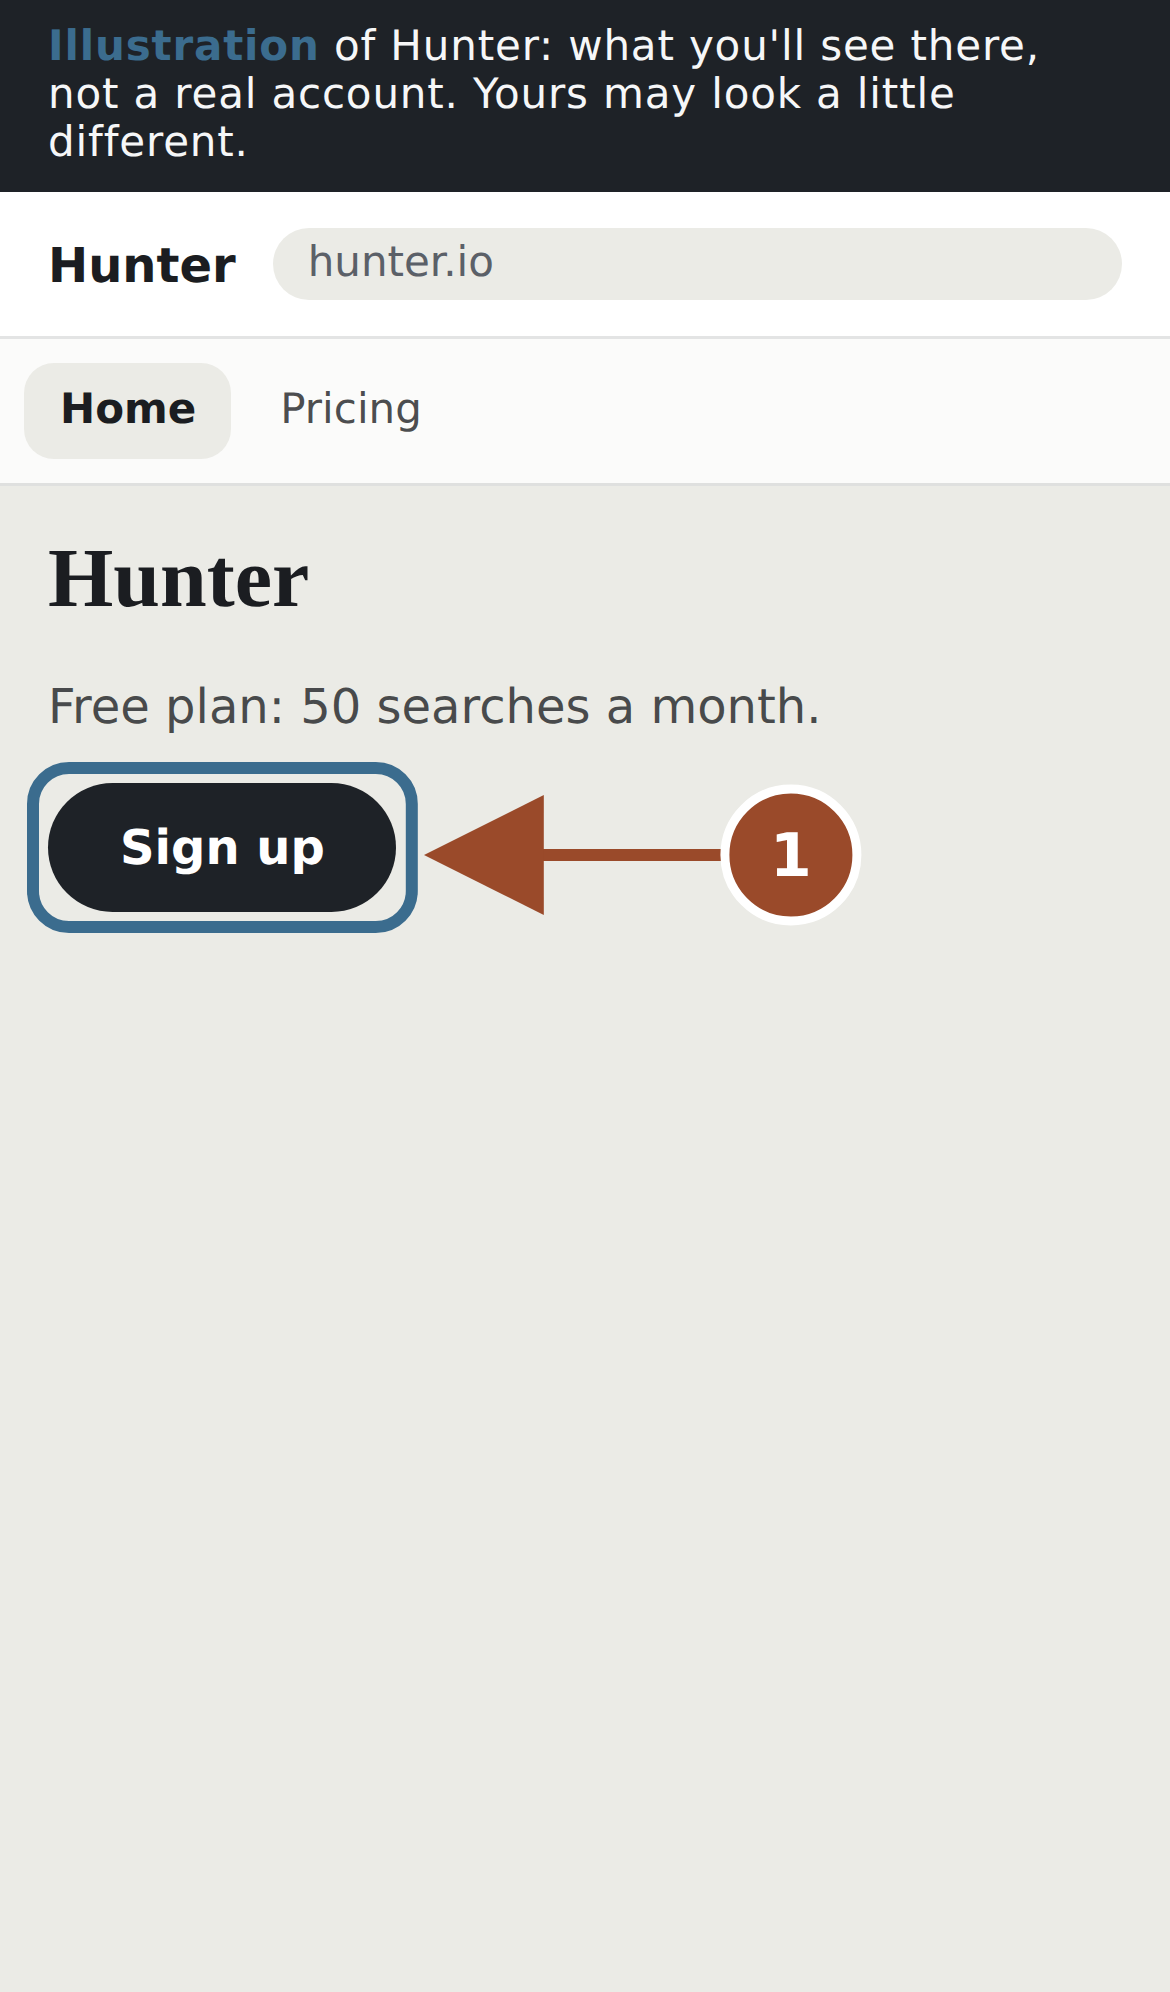 Illustration of Hunter: what you'll see there,
not a real account. Yours may look a little
different.
Hunter
hunter.io
Home
Pricing
Hunter
Free plan: 50 searches a month.
Sign up
1